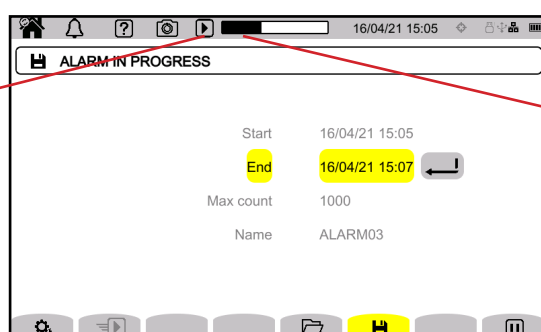 16/04/21 15:05
ALARM IN PROGRESS
Start 16/04/21 15:05
End 16/04/21 15:07
Max count 1000
Name ALARM03